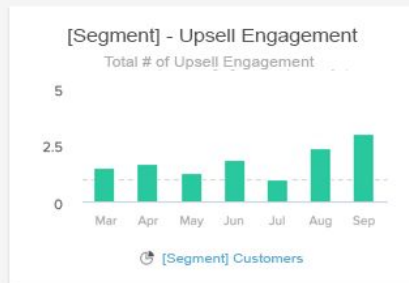 [Segment] - Upsell Engagement
Total # of Upsell Engagement
5
2.5
0
Mar Apr May Jun Jul Aug Sep
[Segment] Customers